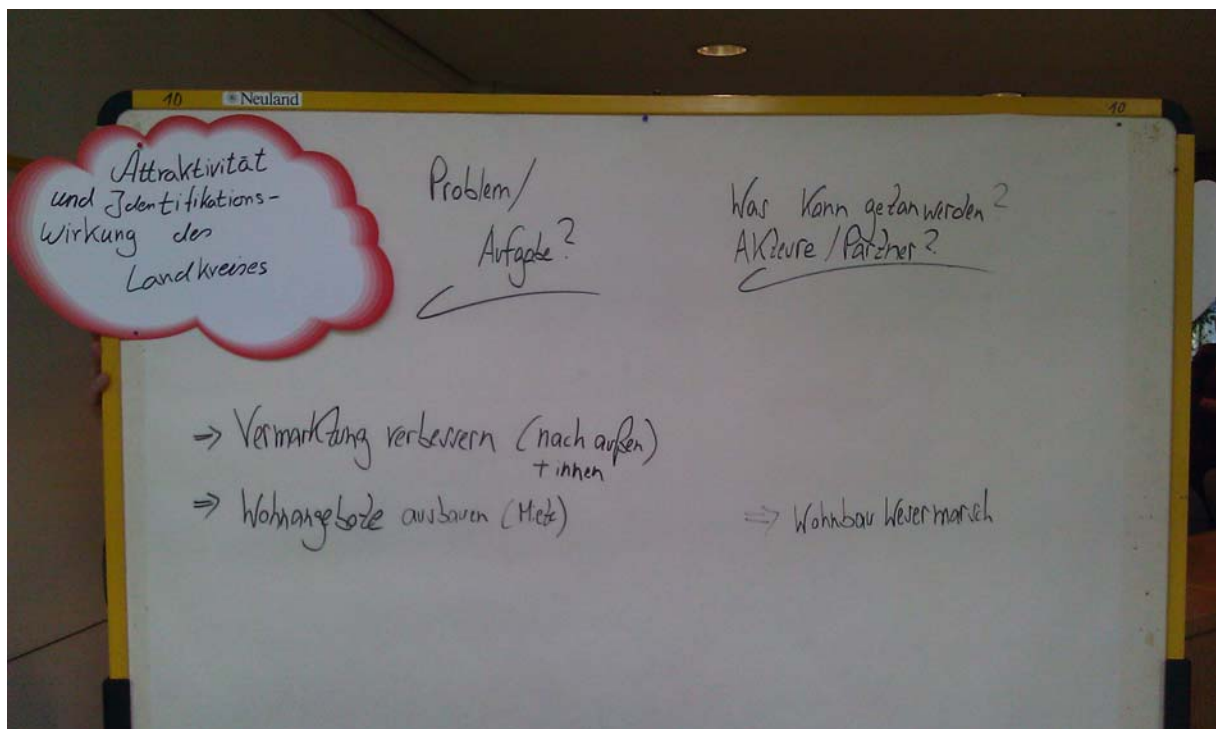 10
Neuland
10
Attraktivität
und Identifikations-
wirkung des
Landkreises
Problem/
Aufgabe?
Was kann getan werden?
Akteure / Partner?
⇒ Vermarktung verbessern (nach außen)
+ innen
⇒ Wohnangebote ausbauen (Miete)
⇒ Wohnbau Wesermarsch